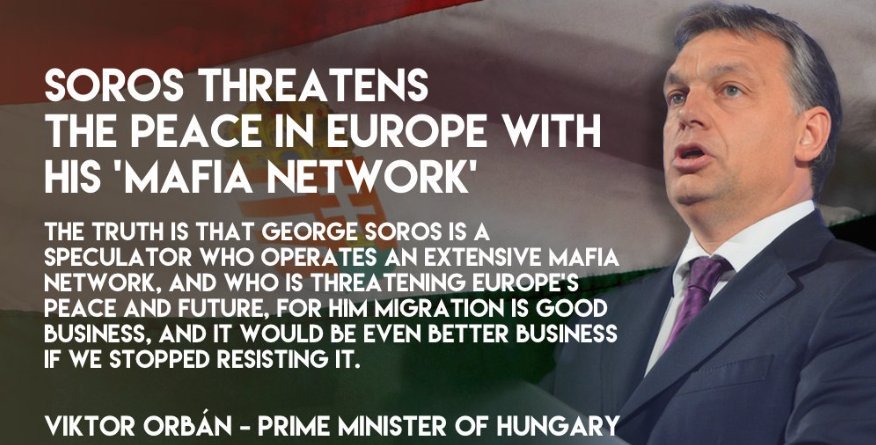 SOROS THREATENS
THE PEACE IN EUROPE WITH
HIS 'MAFIA NETWORK'
THE TRUTH IS THAT GEORGE SOROS IS A
SPECULATOR WHO OPERATES AN EXTENSIVE MAFIA
NETWORK, AND WHO IS THREATENING EUROPE'S
PEACE AND FUTURE, FOR HIM MIGRATION IS GOOD
BUSINESS, AND IT WOULD BE EVEN BETTER BUSINESS
IF WE STOPPED RESISTING IT.
VIKTOR ORBÁN - PRIME MINISTER OF HUNGARY